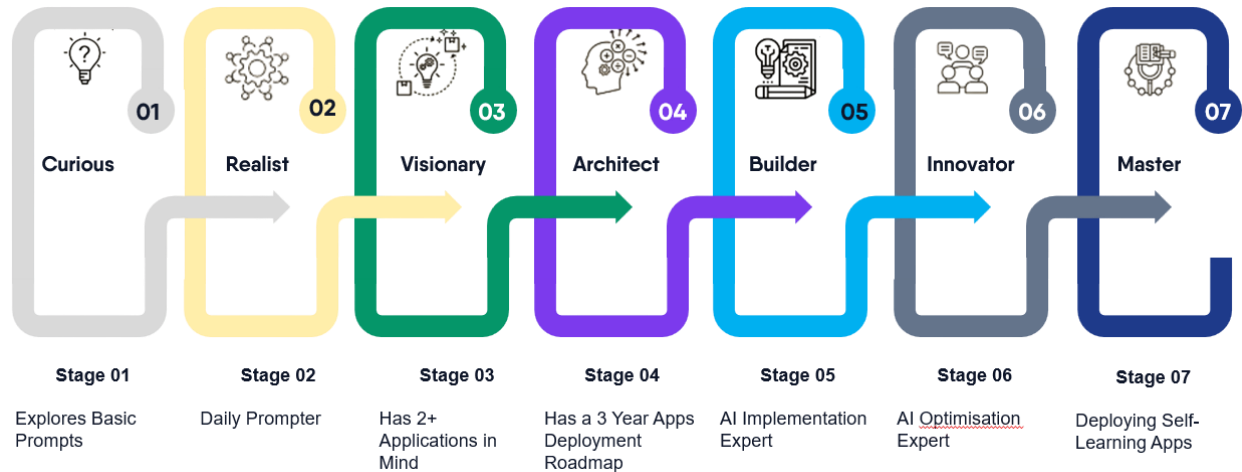 ?
01
02
03
04
05
06
07
Curious
Realist
Visionary
Architect
Builder
Innovator
Master
Stage 01
Stage 02
Stage 03
Stage 04
Stage 05
Stage 06
Stage 07
Explores Basic
Prompts
Daily Prompter
Has 2+
Applications in
Mind
Has a 3 Year Apps
Deployment
Roadmap
AI Implementation
Expert
AI Optimisation
Expert
Deploying Self-
Learning Apps